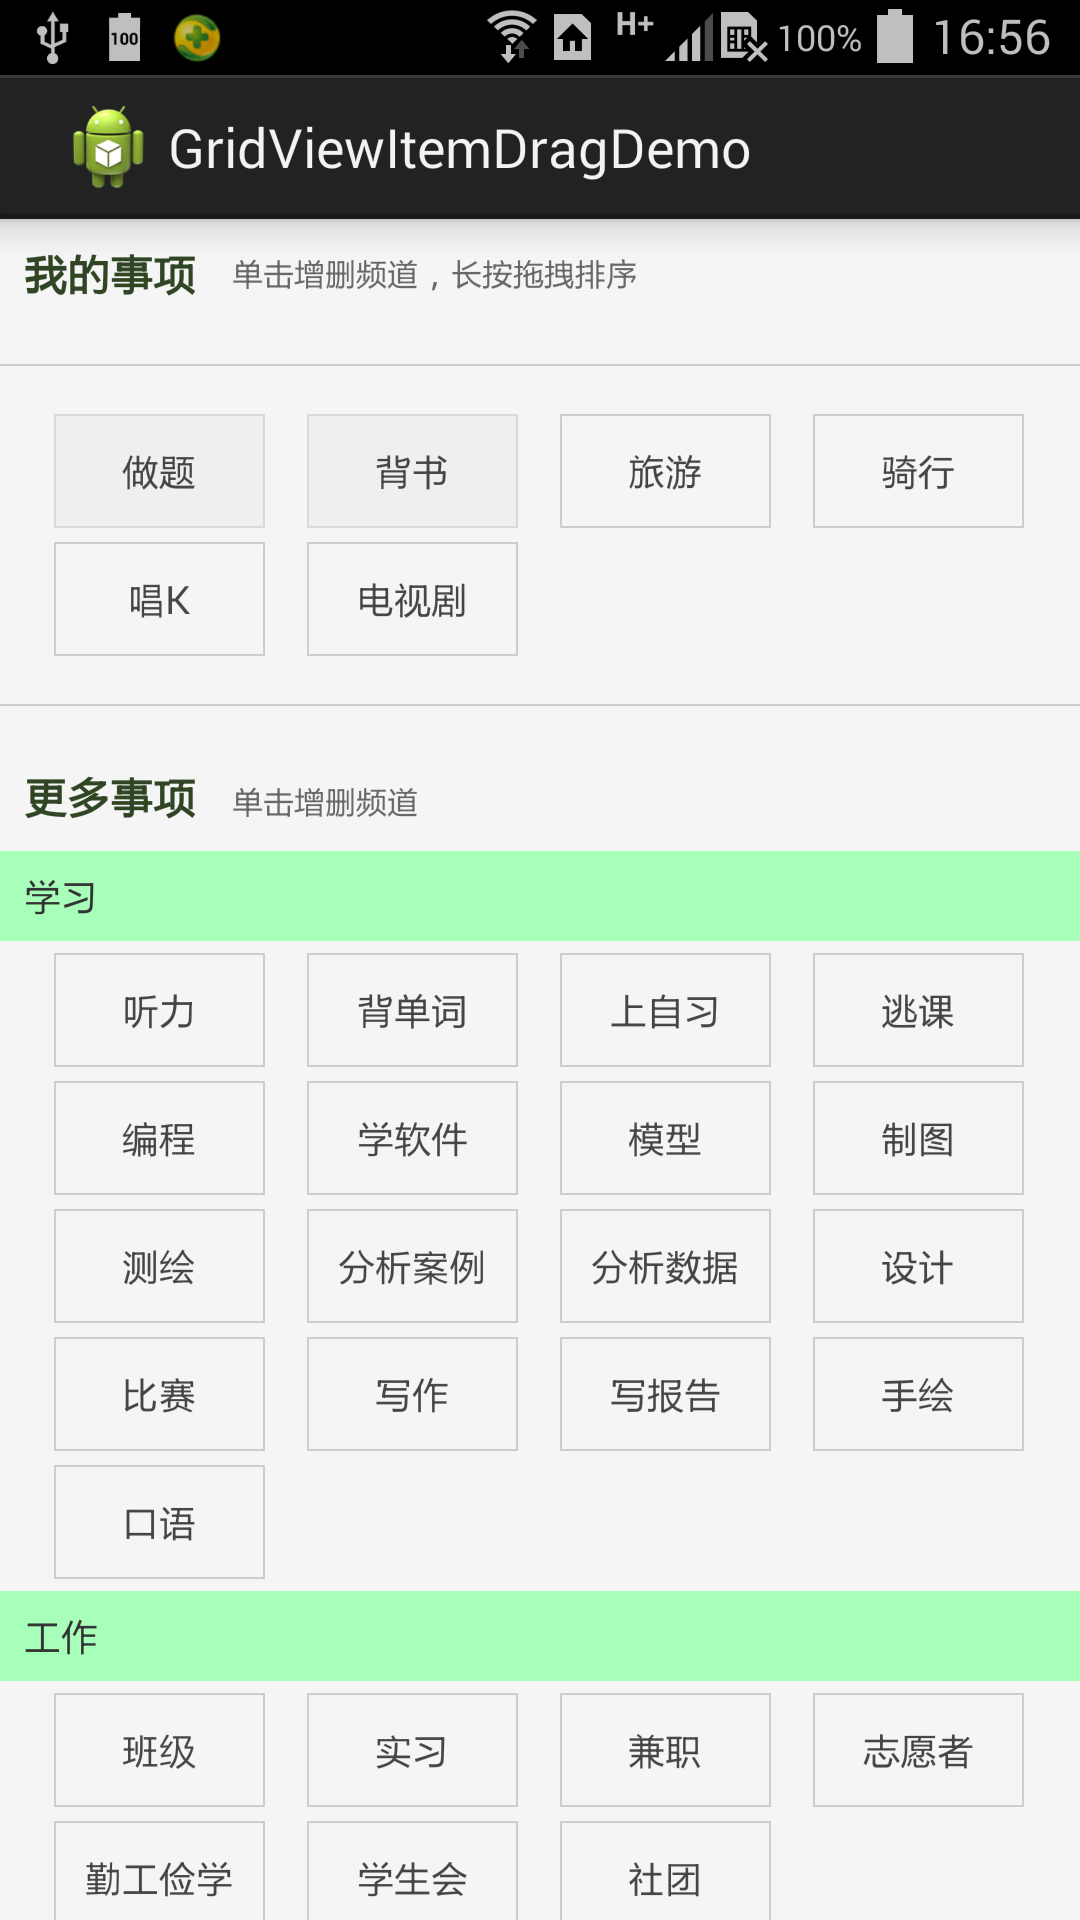 100 H+ 100% 16:56
GridViewItemDragDemo
我的事项 单击增删频道，长按拖拽排序
做题 背书 旅游 骑行
唱K 电视剧
更多事项 单击增删频道
学习
听力 背单词 上自习 逃课
编程 学软件 模型 制图
测绘 分析案例 分析数据 设计
比赛 写作 写报告 手绘
口语
工作
班级 实习 兼职 志愿者
勤工俭学 学生会 社团